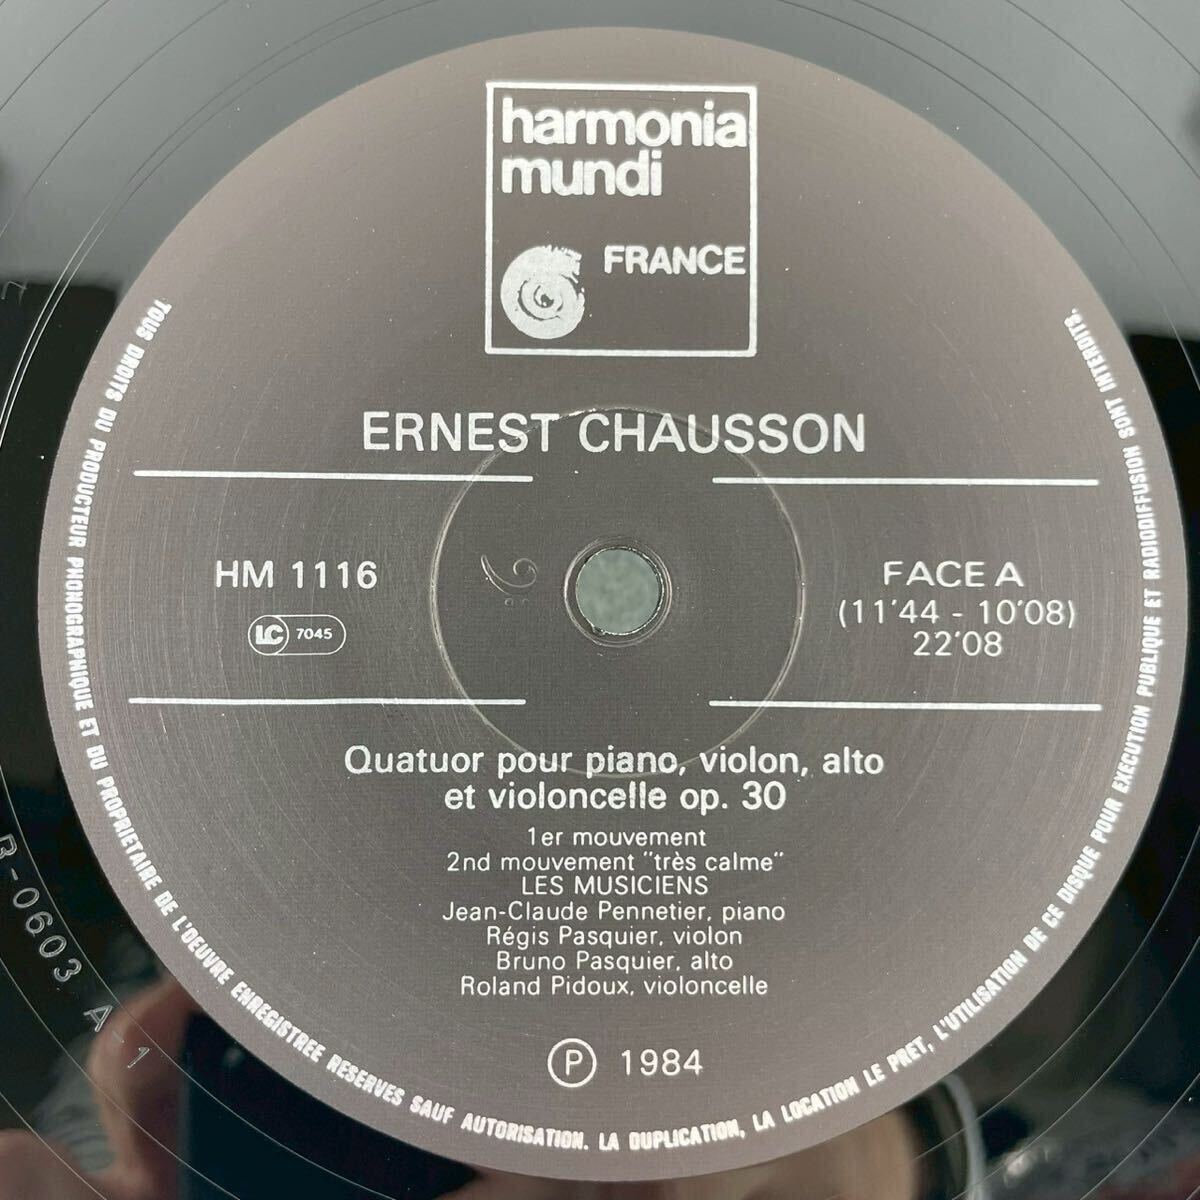 harmonia
mundi
FRANCE
ERNEST CHAUSSON
HM 1116
LC 7045
FACE A
(11'44 - 10'08)
22'08
Quatuor pour piano, violon, alto
et violoncelle op. 30
1er mouvement
2nd mouvement "très calme"
LES MUSICIENS
Jean-Claude Pennetier, piano
Régis Pasquier, violon
Bruno Pasquier, alto
Roland Pidoux, violoncelle
P 1984
TOUS DROITS DU PRODUCTEUR PHONOGRAPHIQUE ET DU PROPRIETAIRE DE L'OEUVRE ENREGISTREE RESERVES SAUF AUTORISATION. LA DUPLICATION, LA LOCATION LE PRET, L'UTILISATION DE CE DISQUE POUR EXECUTION PUBLIQUE ET RADIODIFFUSION SONT INTERDITS.
-0603 A-1